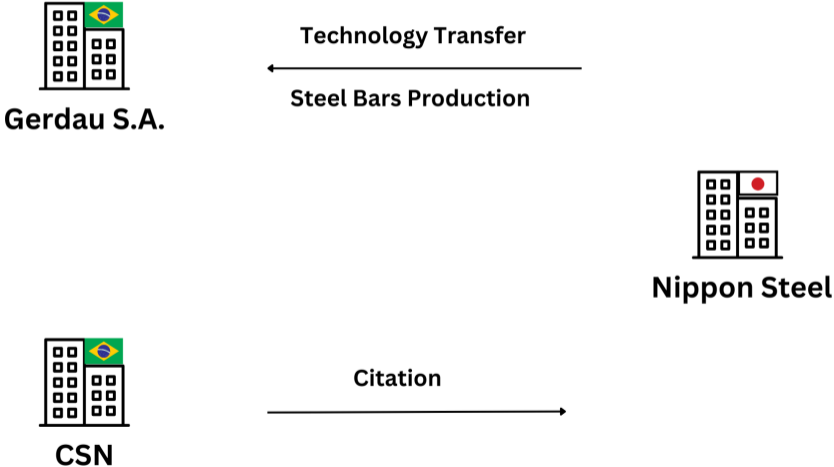 Technology Transfer
Steel Bars Production
Gerdau S.A.
Nippon Steel
Citation
CSN